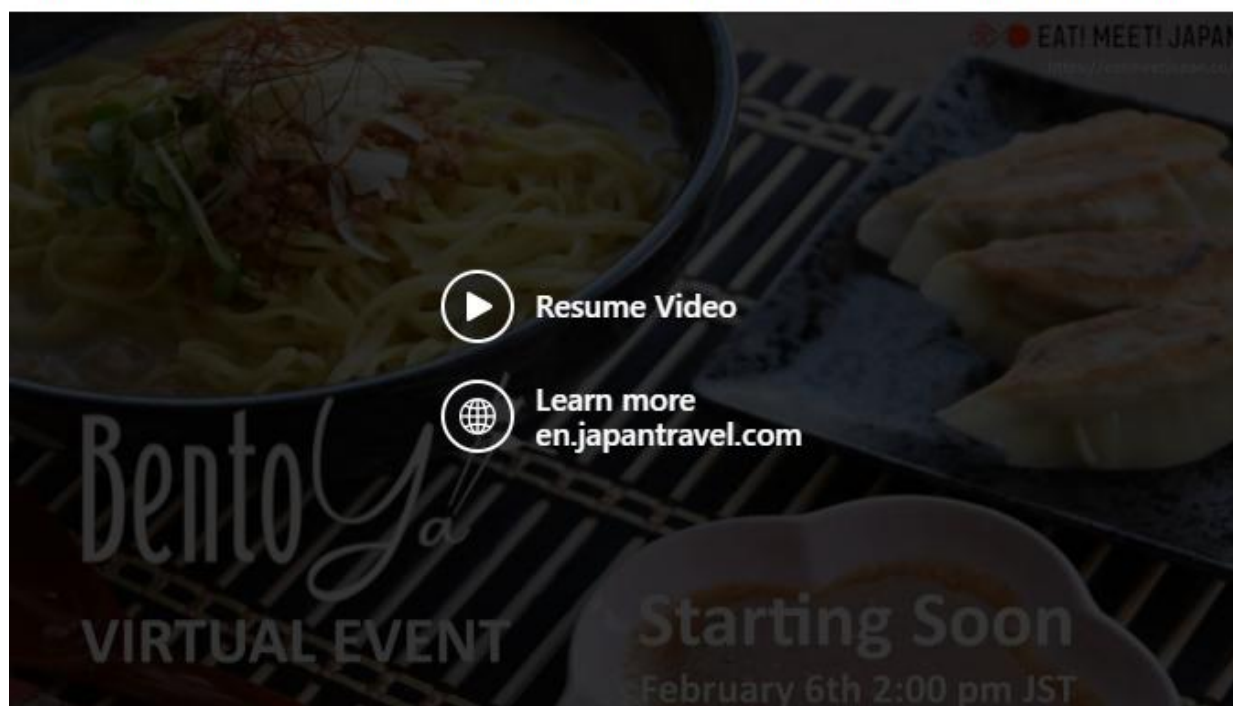 EAT! MEET! JAPAN
Resume Video
Learn more
en.japantravel.com
Bento Ya
VIRTUAL EVENT
Starting Soon
February 6th 2:00 pm JST